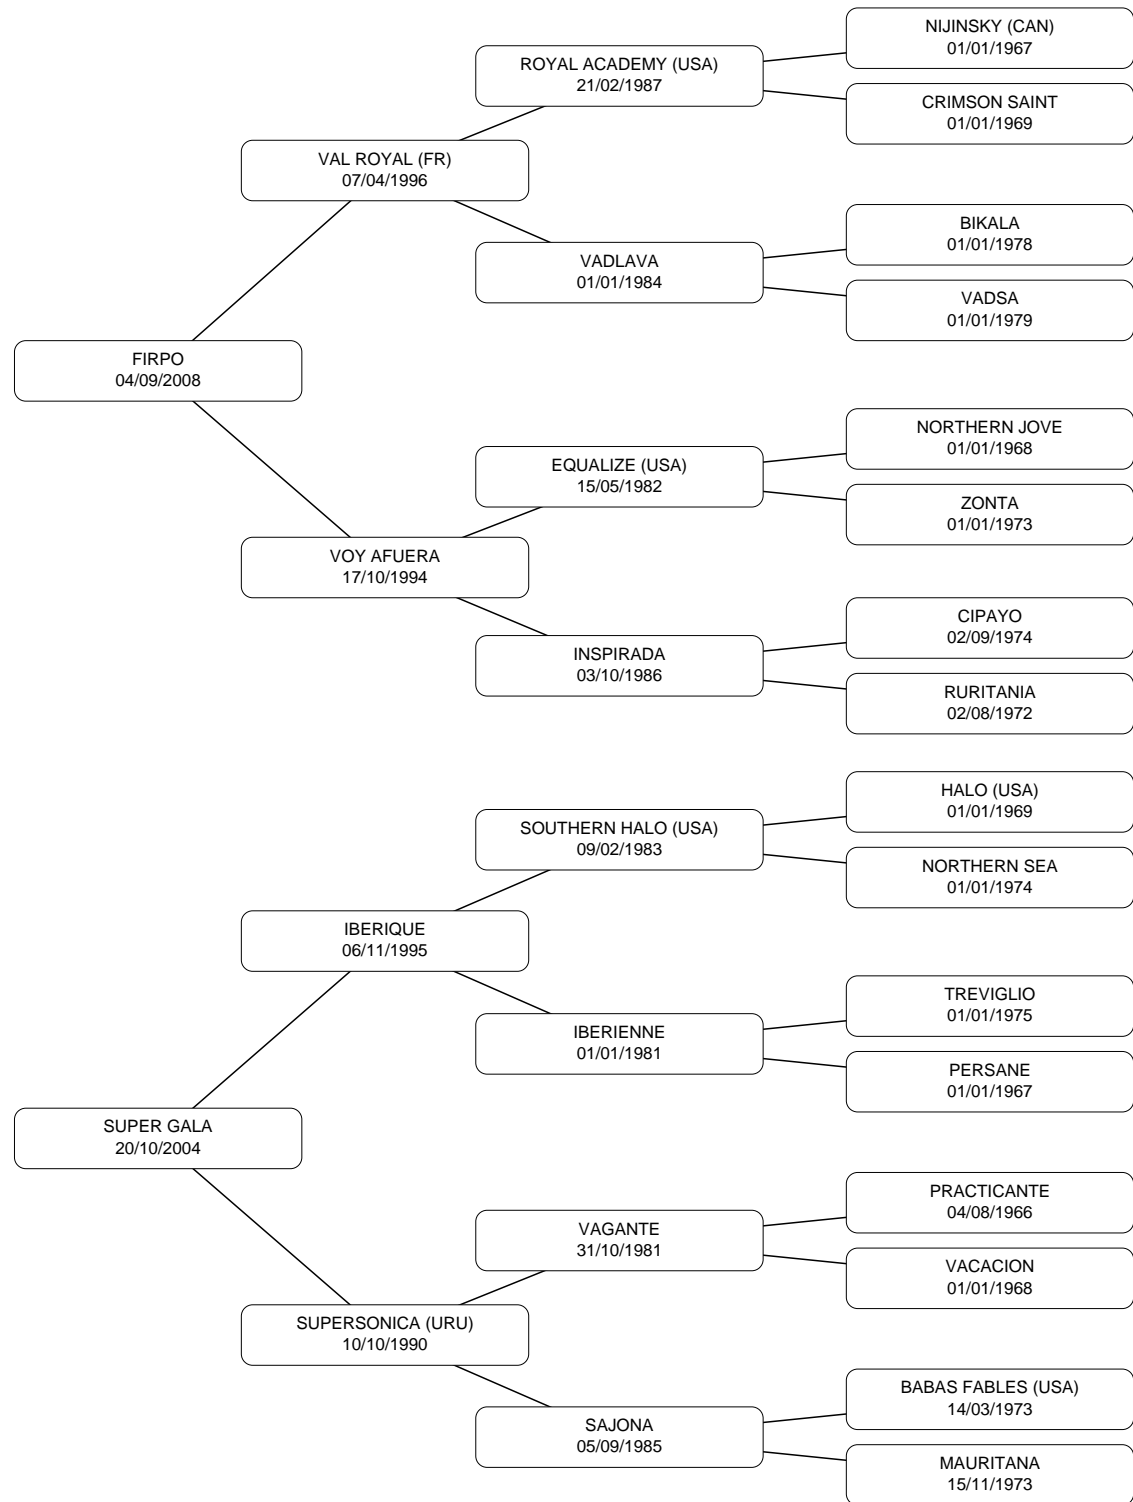 NIJINSKY (CAN)
01/01/1967
ROYAL ACADEMY (USA)
21/02/1987
CRIMSON SAINT
01/01/1969
VAL ROYAL (FR)
07/04/1996
BIKALA
01/01/1978
VADLAVA
01/01/1984
VADSA
01/01/1979
FIRPO
04/09/2008
NORTHERN JOVE
01/01/1968
EQUALIZE (USA)
15/05/1982
ZONTA
01/01/1973
VOY AFUERA
17/10/1994
CIPAYO
02/09/1974
INSPIRADA
03/10/1986
RURITANIA
02/08/1972
HALO (USA)
01/01/1969
SOUTHERN HALO (USA)
09/02/1983
NORTHERN SEA
01/01/1974
IBERIQUE
06/11/1995
TREVIGLIO
01/01/1975
IBERIENNE
01/01/1981
PERSANE
01/01/1967
SUPER GALA
20/10/2004
PRACTICANTE
04/08/1966
VAGANTE
31/10/1981
VACACION
01/01/1968
SUPERSONICA (URU)
10/10/1990
BABAS FABLES (USA)
14/03/1973
SAJONA
05/09/1985
MAURITANA
15/11/1973